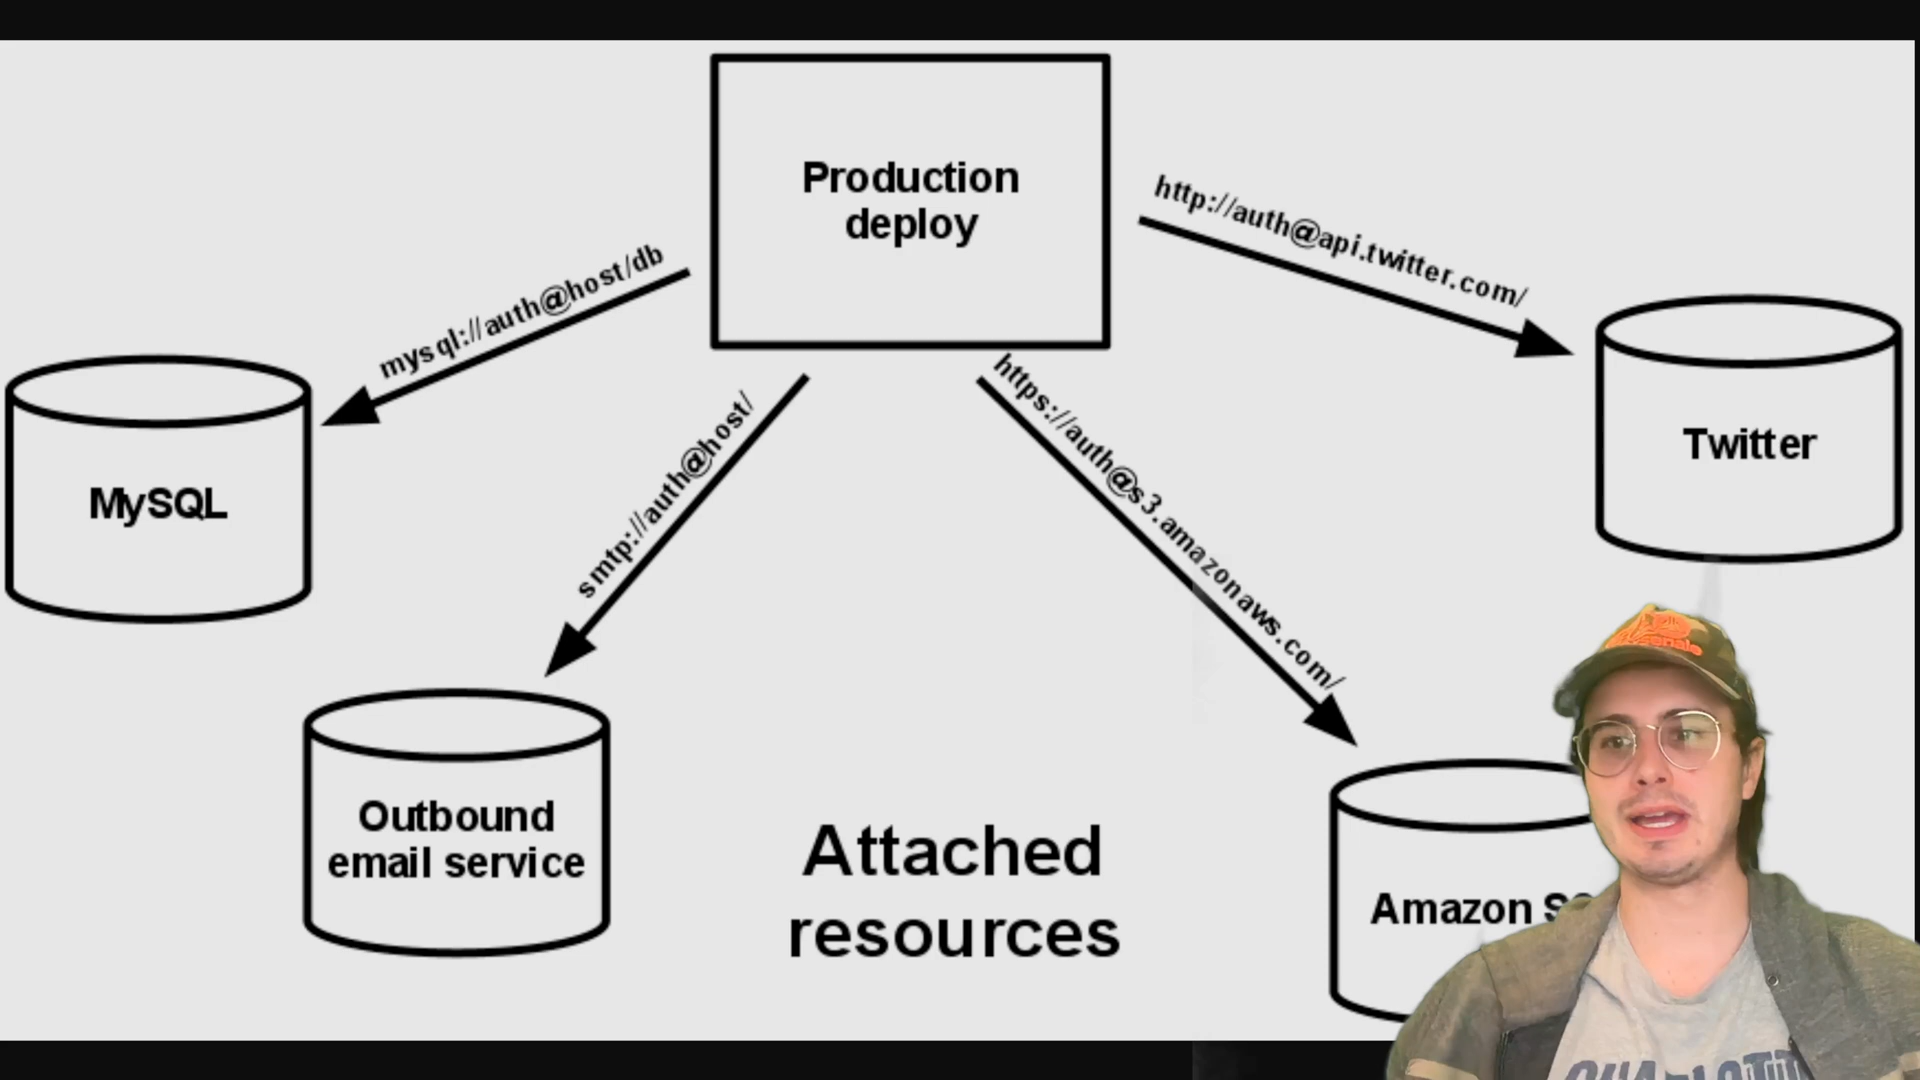 Production
deploy
http://auth@api.twitter.com/
mysql://auth@host/db
https://auth@s3.amazonaws.com/
smtp://auth@host/
Twitter
MySQL
Outbound
email service
Attached
resources
Amazon